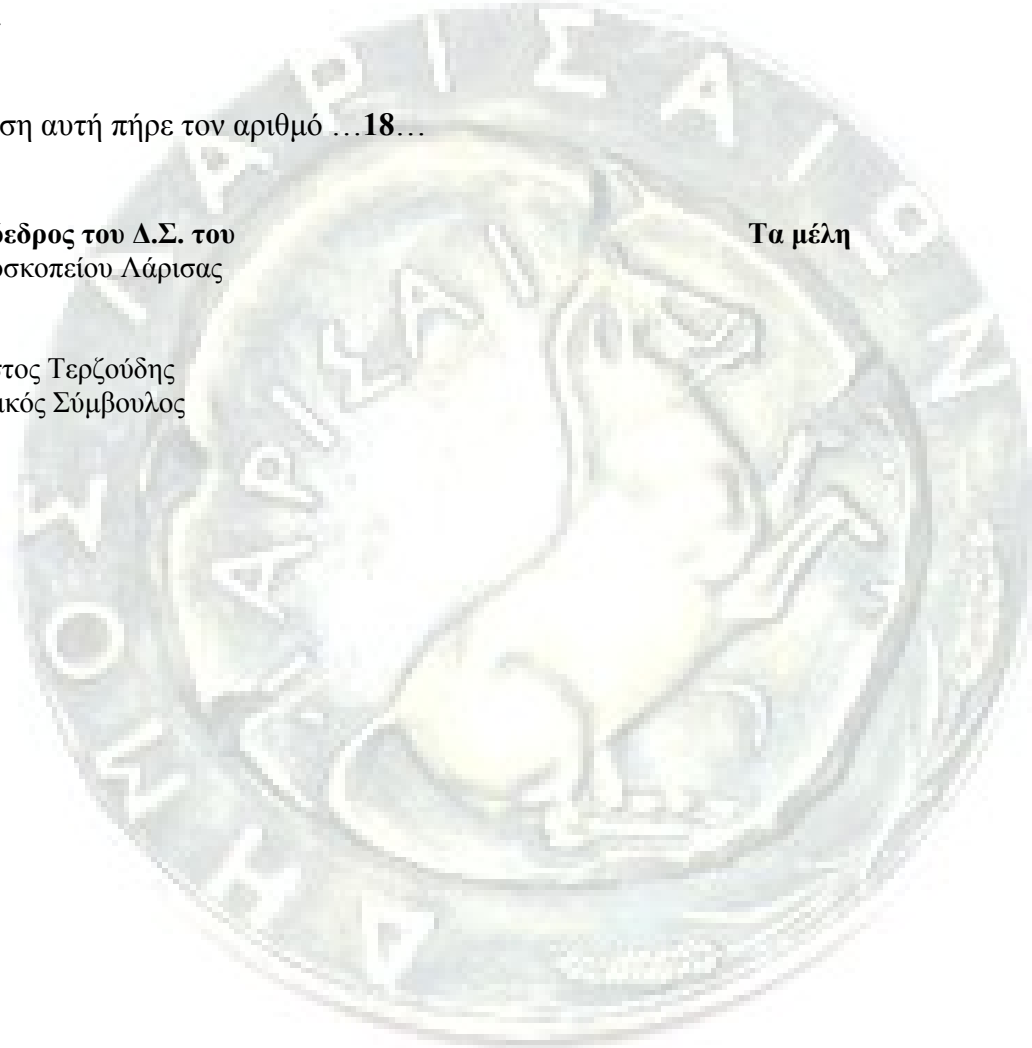 ση αυτή πήρε τον αριθμό …18…
εδρος του Δ.Σ. του
Τα μέλη
οσκοπείου Λάρισας
τος Τερζούδης
ικός Σύμβουλος
ΔΗΜΟΣ ΛΑΡΙΣΑΙΩΝ
ΛΑΡΙΣΑΙ